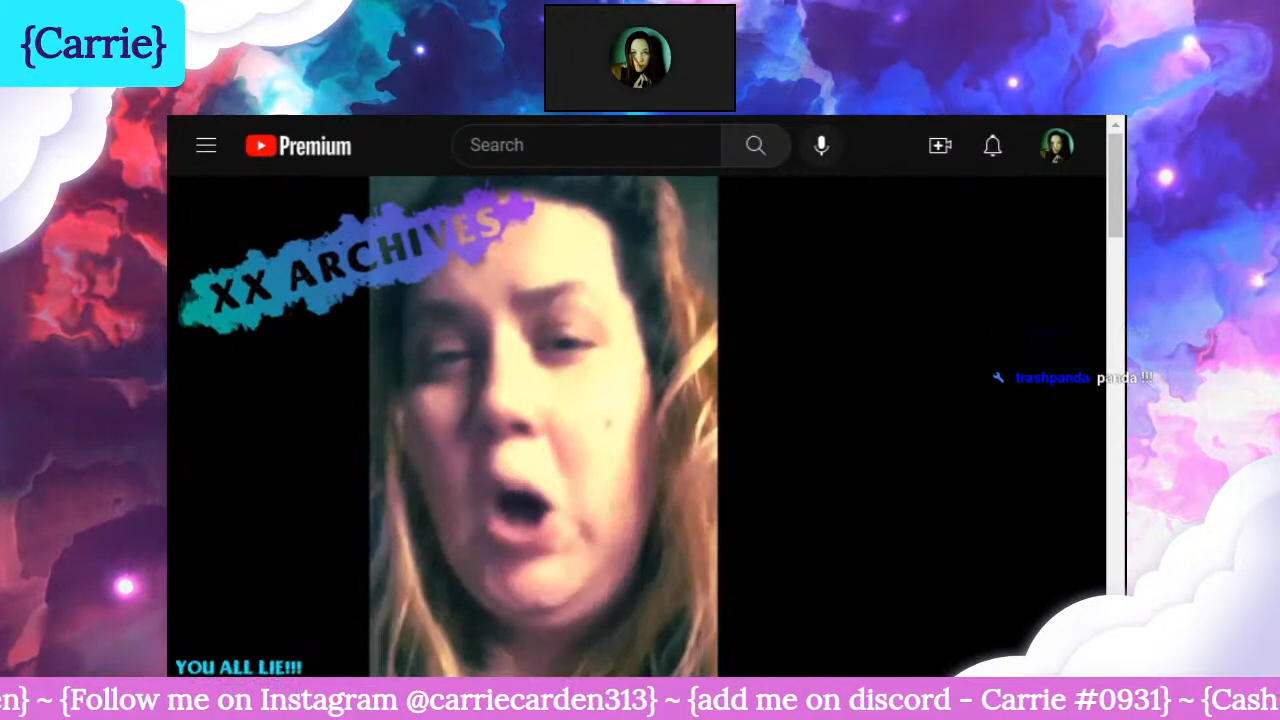 {Carrie}
Premium
Search
XX ARCHIVES
trashpanda panda !!!
YOU ALL LIE!!!
en} ~ {Follow me on Instagram @carriecarden313} ~ {add me on discord - Carrie #0931} ~ {Cash